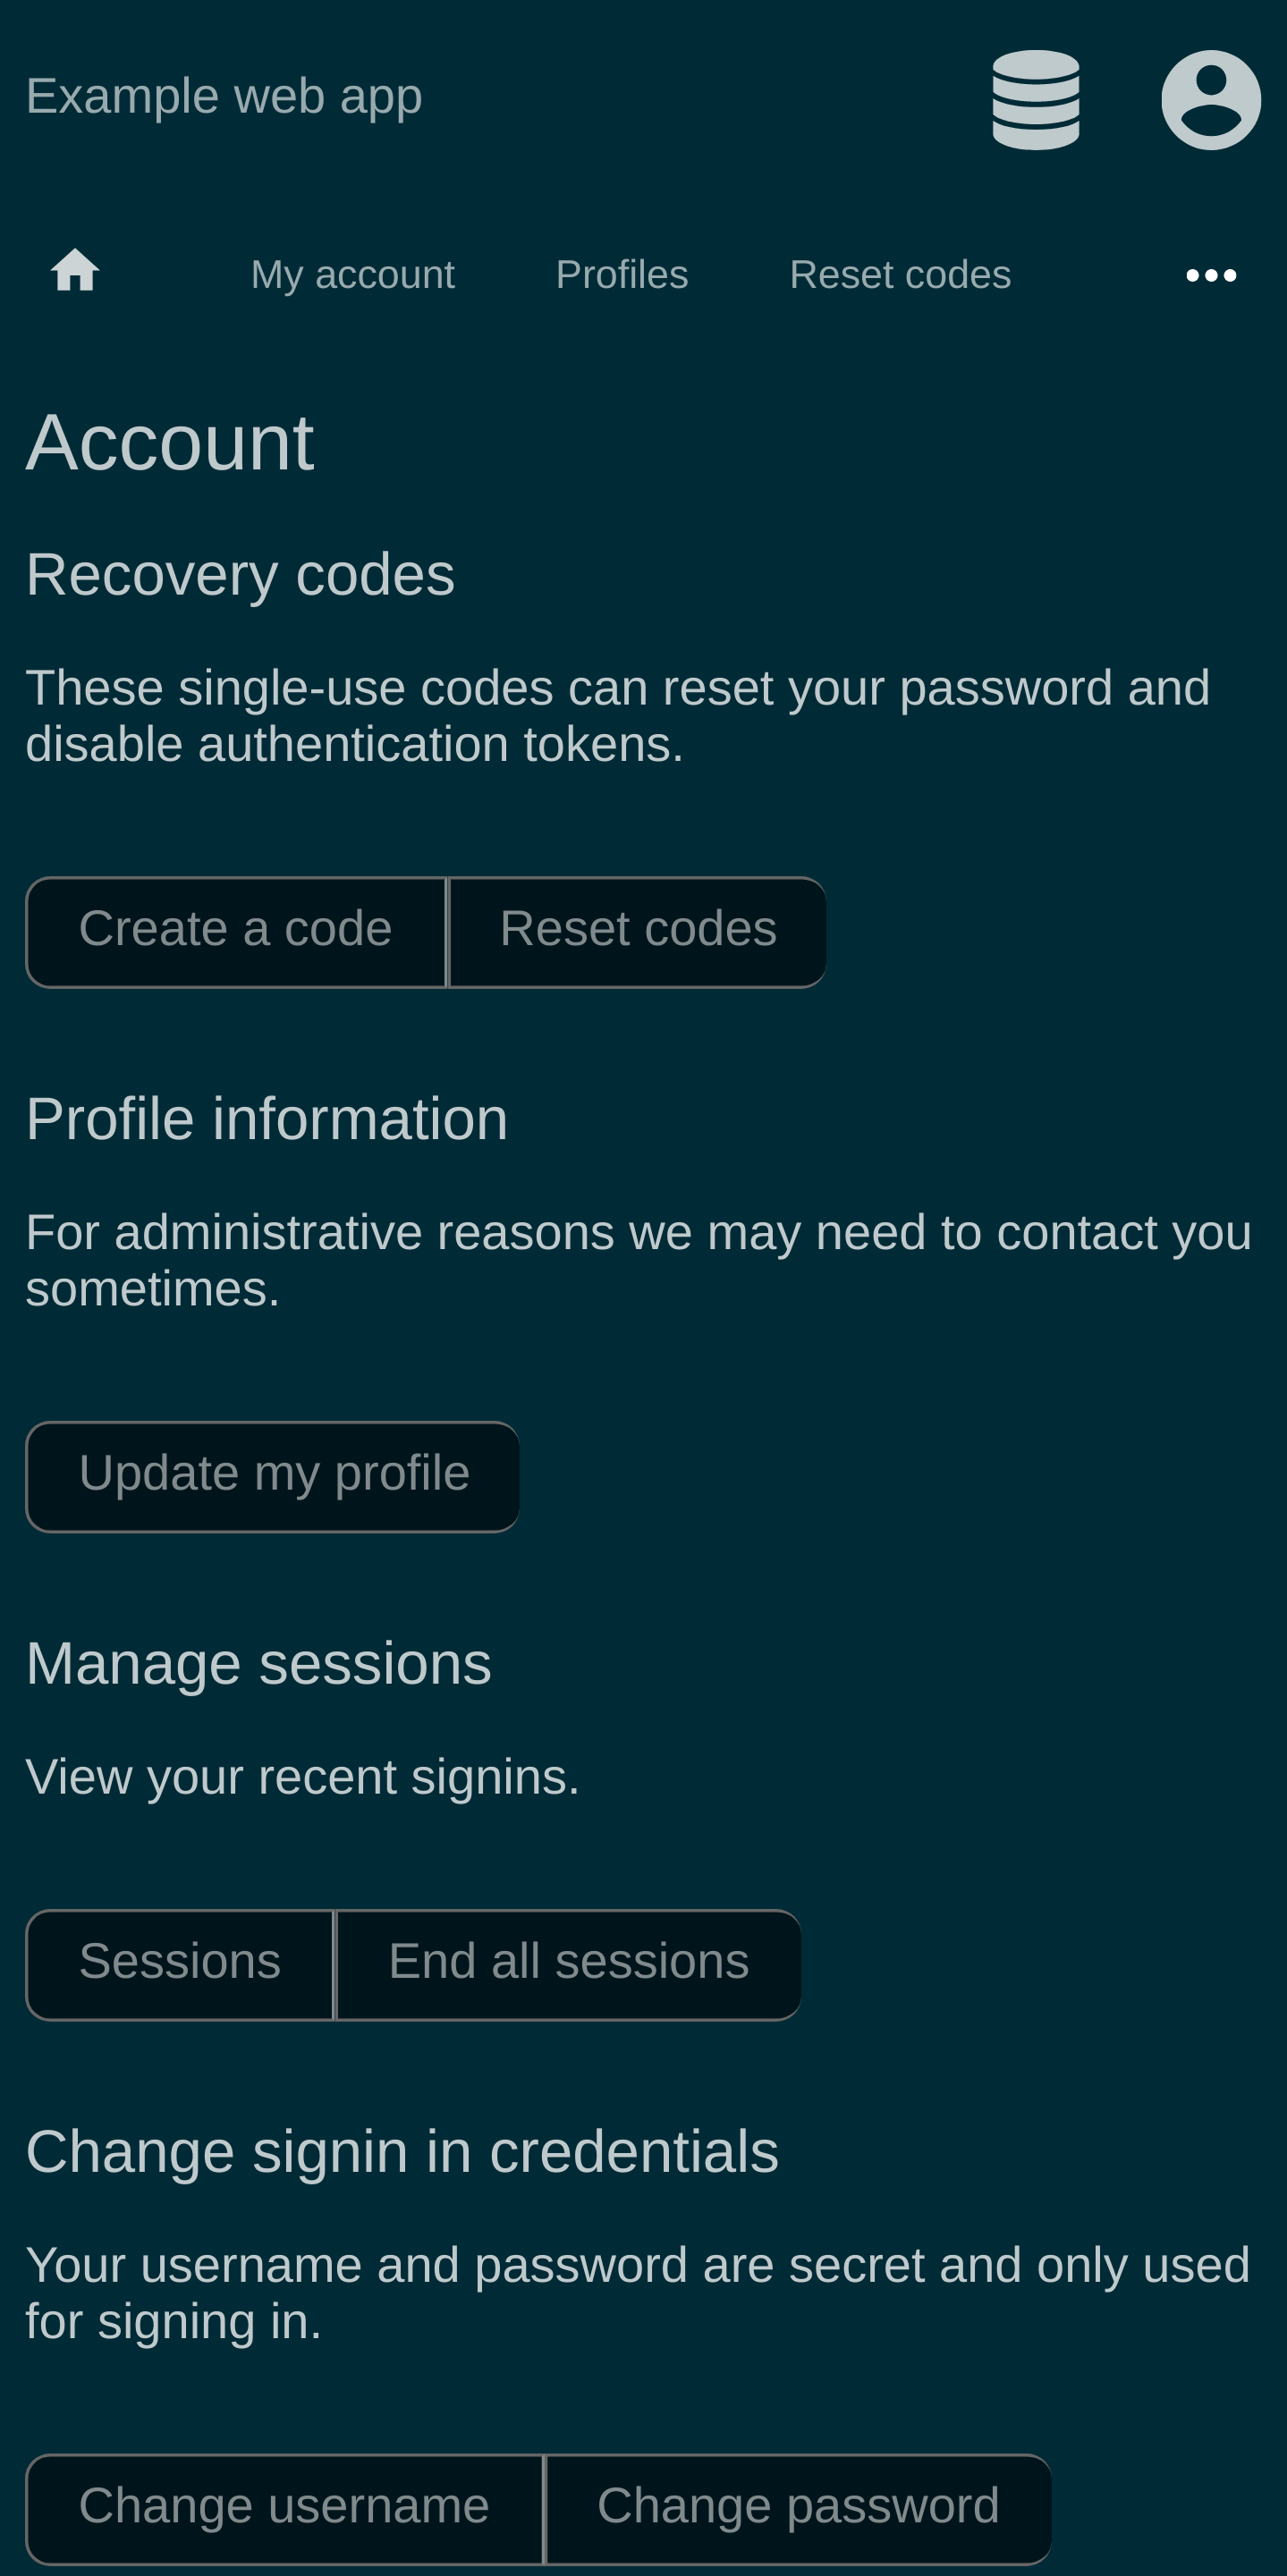 Example web app
My account Profiles Reset codes
Account
Recovery codes
These single-use codes can reset your password and
disable authentication tokens.
Create a code Reset codes
Profile information
For administrative reasons we may need to contact you
sometimes.
Update my profile
Manage sessions
View your recent signins.
Sessions End all sessions
Change signin in credentials
Your username and password are secret and only used
for signing in.
Change username Change password